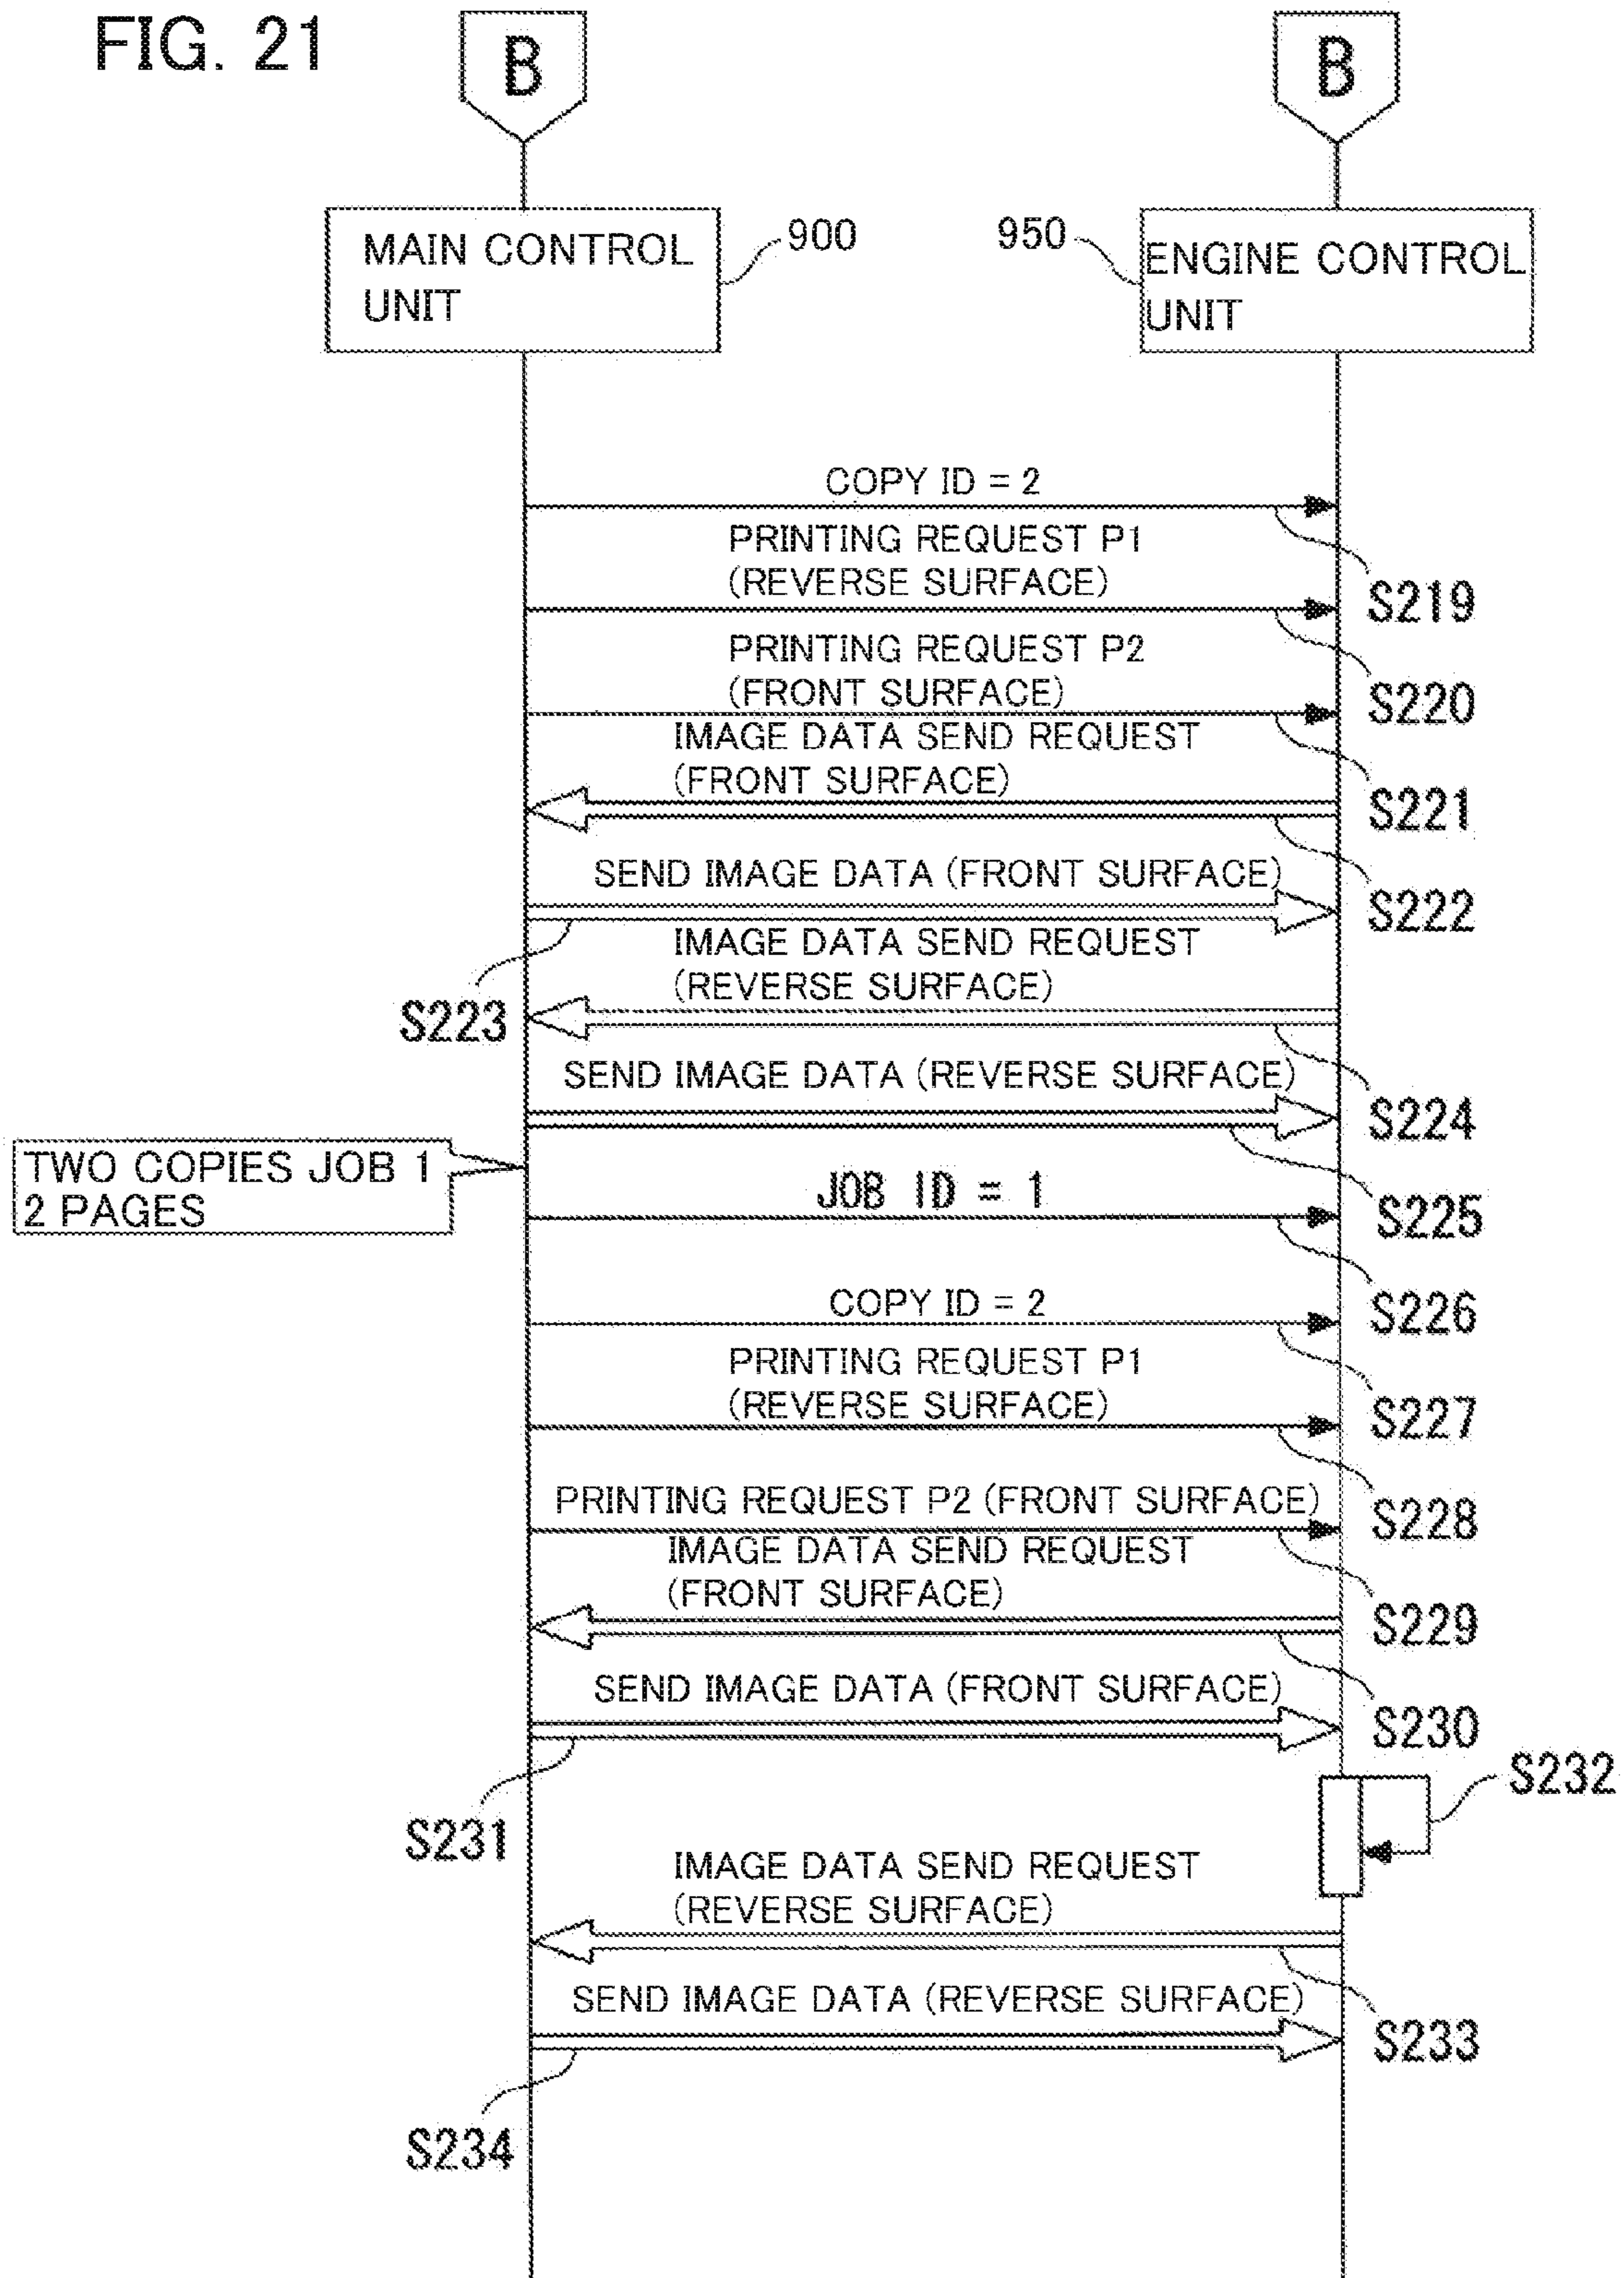 FIG. 21
B
B
MAIN CONTROL
UNIT
900
950
ENGINE CONTROL
UNIT
COPY ID = 2
S219
PRINTING REQUEST P1
(REVERSE SURFACE)
S220
PRINTING REQUEST P2
(FRONT SURFACE)
S221
IMAGE DATA SEND REQUEST
(FRONT SURFACE)
S222
SEND IMAGE DATA (FRONT SURFACE)
S223
IMAGE DATA SEND REQUEST
(REVERSE SURFACE)
S224
SEND IMAGE DATA (REVERSE SURFACE)
S225
TWO COPIES JOB 1
2 PAGES
JOB ID = 1
S226
COPY ID = 2
S227
PRINTING REQUEST P1
(REVERSE SURFACE)
S228
PRINTING REQUEST P2 (FRONT SURFACE)
S229
IMAGE DATA SEND REQUEST
(FRONT SURFACE)
S230
SEND IMAGE DATA (FRONT SURFACE)
S231
S232
IMAGE DATA SEND REQUEST
(REVERSE SURFACE)
S233
SEND IMAGE DATA (REVERSE SURFACE)
S234